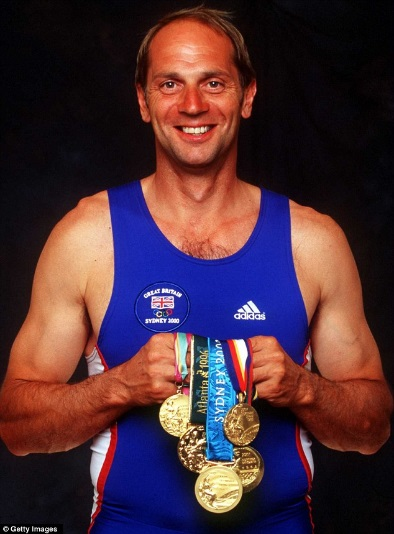 GREAT BRITAIN
SYDNEY 2000
adidas
Atlanta 1996
SYDNEY 2000
© Getty Images